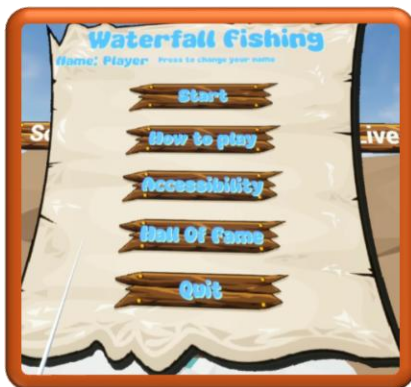 Waterfall Fishing
Name: Player Press to change your name
Start
How to play
Accessibility
Hall Of Fame
Quit